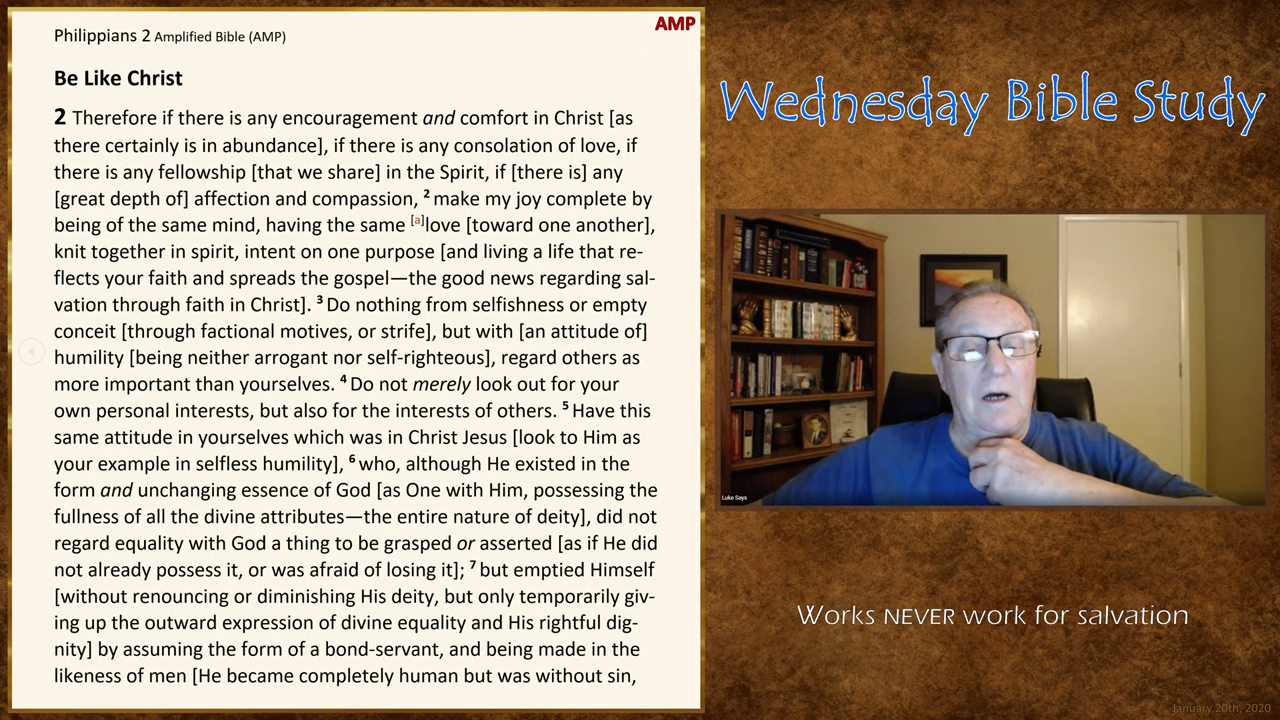 AMP
Philippians 2 Amplified Bible (AMP)
Be Like Christ
2 Therefore if there is any encouragement and comfort in Christ [as
there certainly is in abundance], if there is any consolation of love, if
there is any fellowship [that we share] in the Spirit, if [there is] any
[great depth of] affection and compassion, 2 make my joy complete by
being of the same mind, having the same [a]love [toward one another],
knit together in spirit, intent on one purpose [and living a life that re-
flects your faith and spreads the gospel—the good news regarding sal-
vation through faith in Christ]. 3 Do nothing from selfishness or empty
conceit [through factional motives, or strife], but with [an attitude of]
humility [being neither arrogant nor self-righteous], regard others as
more important than yourselves. 4 Do not merely look out for your
own personal interests, but also for the interests of others. 5 Have this
same attitude in yourselves which was in Christ Jesus [look to Him as
your example in selfless humility], 6 who, although He existed in the
form and unchanging essence of God [as One with Him, possessing the
fullness of all the divine attributes—the entire nature of deity], did not
regard equality with God a thing to be grasped or asserted [as if He did
not already possess it, or was afraid of losing it]; 7 but emptied Himself
[without renouncing or diminishing His deity, but only temporarily giv-
ing up the outward expression of divine equality and His rightful dig-
nity] by assuming the form of a bond-servant, and being made in the
likeness of men [He became completely human but was without sin,
Wednesday Bible Study
Luke Says
Works NEVER work for salvation
January 20th, 2020